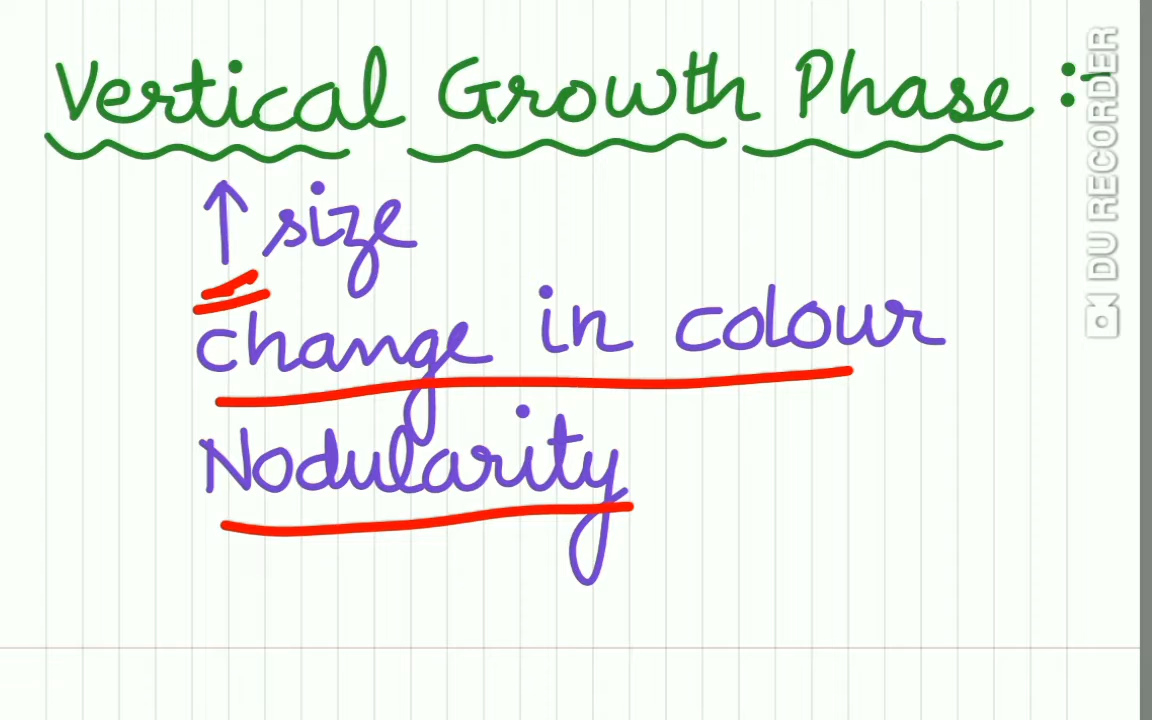 Vertical Growth Phase :-
↑ size
change in colour
Nodularity
DU RECORDER